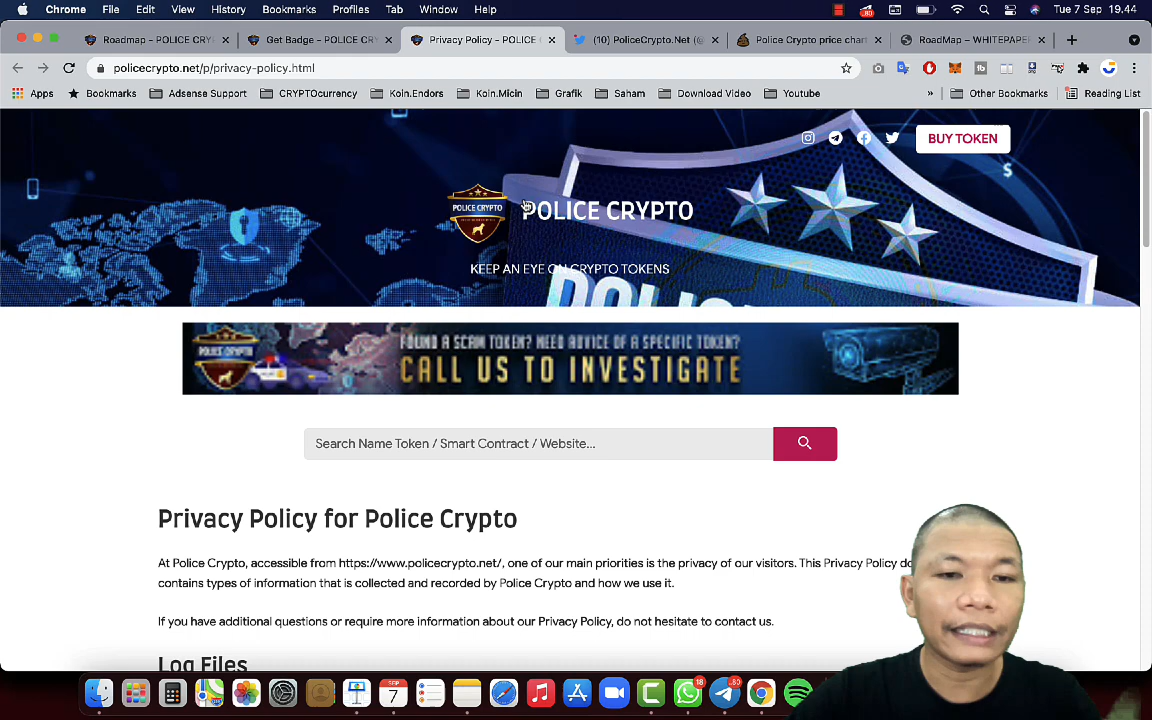 Chrome File Edit View History Bookmarks Profiles Tab Window Help Tue 7 Sep 19.44
Roadmap – POLICE CRY Get Badge – POLICE CR Privacy Policy – POLICE (10) PoliceCrypto.Net (@ Police Crypto price char RoadMap – WHITEPAPE
policecrypto.net/p/privacy-policy.html
Apps Bookmarks Adsense Support CRYPTOcurrency Koin.Endors Koin.Micin Grafik Saham Download Video Youtube » Other Bookmarks Reading List
BUY TOKEN
POLICE CRYPTO
POLICE CRYPTO
KEEP AN EYE ON CRYPTO TOKENS
POLICE CRYPTO
FOUND A SCAM TOKEN? NEED ADVICE OF A SPECIFIC TOKEN?
CALL US TO INVESTIGATE
Search Name Token / Smart Contract / Website...
Privacy Policy for Police Crypto
At Police Crypto, accessible from https://www.policecrypto.net/, one of our main priorities is the privacy of our visitors. This Privacy Policy do
contains types of information that is collected and recorded by Police Crypto and how we use it.
If you have additional questions or require more information about our Privacy Policy, do not hesitate to contact us.
Log Files